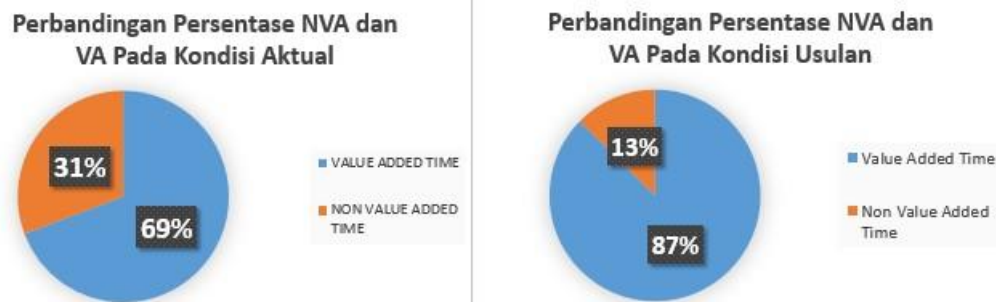 Perbandingan Persentase NVA dan
VA Pada Kondisi Aktual
31%
69%
VALUE ADDED TIME
NON VALUE ADDED
TIME
Perbandingan Persentase NVA dan
VA Pada Kondisi Usulan
13%
87%
Value Added Time
Non Value Added
Time